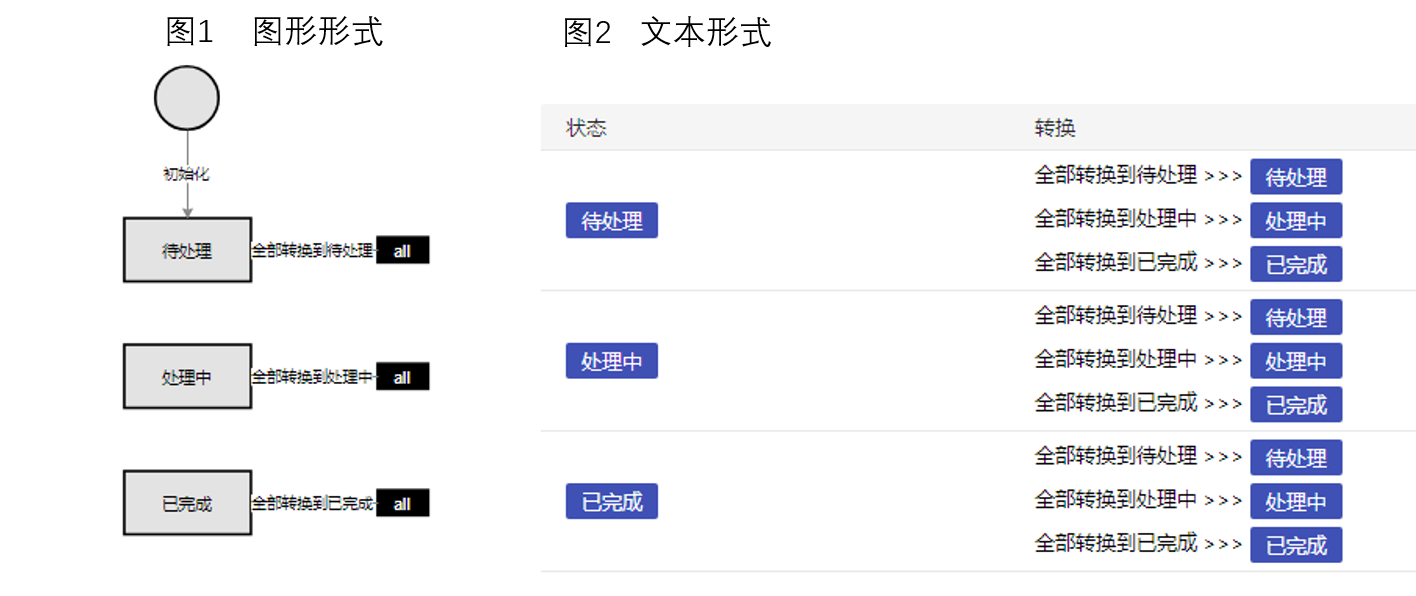 图1 图形形式
初始化
待处理
全部转换到待处理
all
处理中
全部转换到处理中
all
已完成
全部转换到已完成
all
图2 文本形式
状态 转换
待处理
全部转换到待处理 >>> 待处理
全部转换到处理中 >>> 处理中
全部转换到已完成 >>> 已完成
处理中
全部转换到待处理 >>> 待处理
全部转换到处理中 >>> 处理中
全部转换到已完成 >>> 已完成
已完成
全部转换到待处理 >>> 待处理
全部转换到处理中 >>> 处理中
全部转换到已完成 >>> 已完成